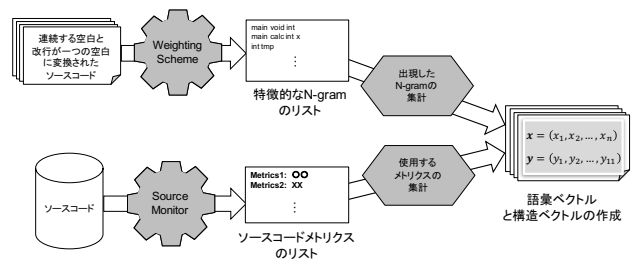 連続する空白と
改行が一つの空白
に変換された
ソースコード
Weighting
Scheme
main void int
main calc int x
int tmp
⋮
特徴的なN-gram
のリスト
出現した
N-gramの
集計
ソースコード
Source
Monitor
Metrics1: OO
Metrics2: XX
⋮
ソースコードメトリクス
のリスト
使用する
メトリクスの
集計
x = (x₁, x₂, ..., xₙ)
y = (y₁, y₂, ..., y₁₁)
語彙ベクトル
と構造ベクトルの作成